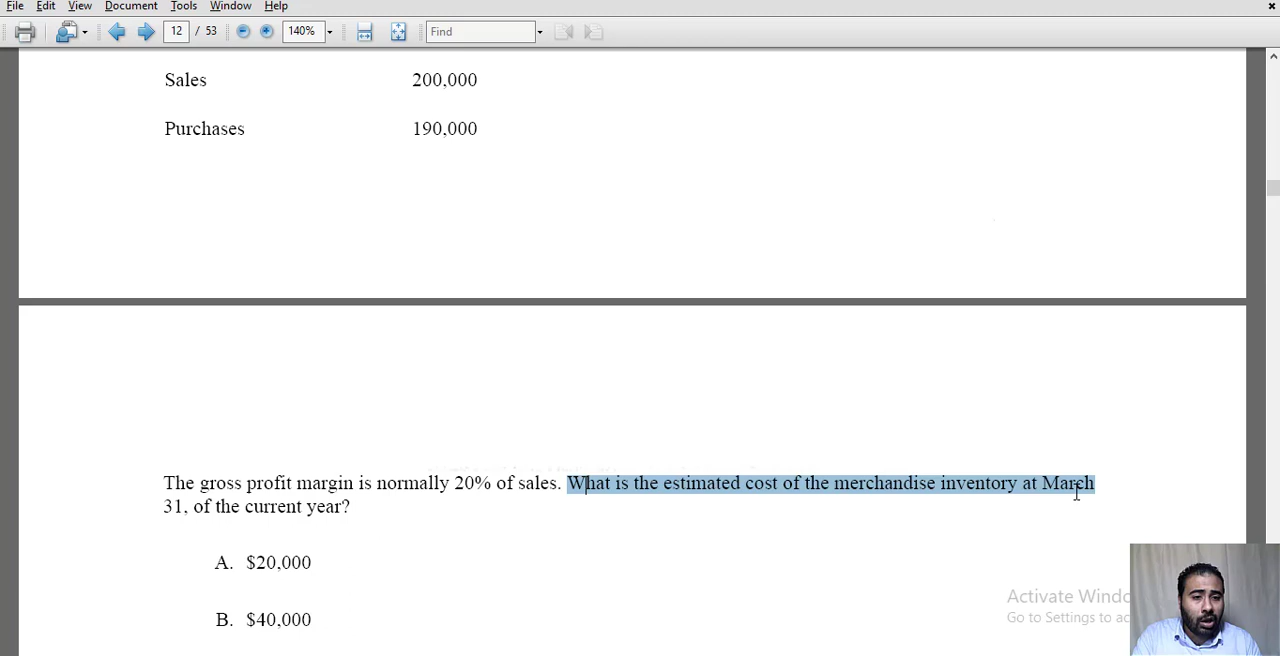 File Edit View Document Tools Window Help
12 / 53 140% Find
Sales 200,000
Purchases 190,000
The gross profit margin is normally 20% of sales. What is the estimated cost of the merchandise inventory at March
31, of the current year?
A. $20,000
Activate Windo
Go to Settings to ac
B. $40,000